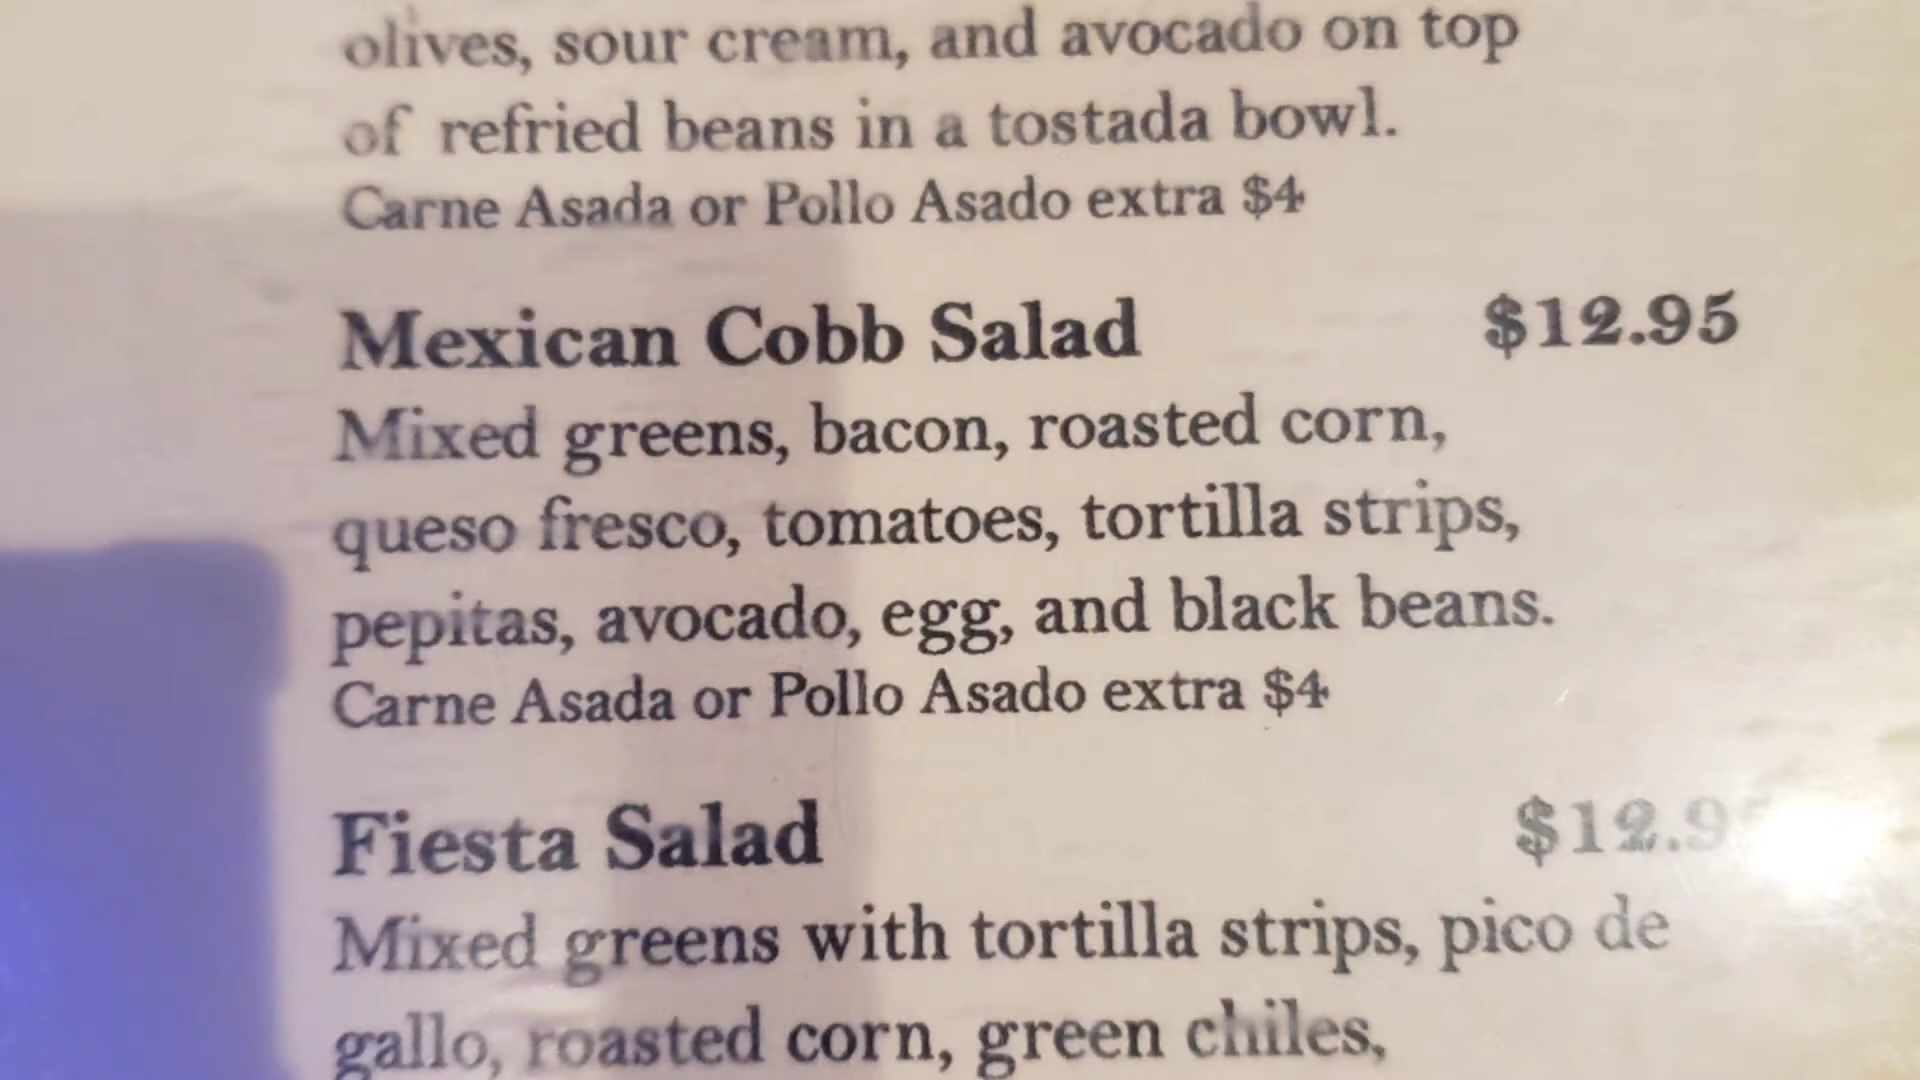 olives, sour cream, and avocado on top
of refried beans in a tostada bowl.
Carne Asada or Pollo Asado extra $4
Mexican Cobb Salad $12.95
Mixed greens, bacon, roasted corn,
queso fresco, tomatoes, tortilla strips,
pepitas, avocado, egg, and black beans.
Carne Asada or Pollo Asado extra $4
Fiesta Salad
Mixed greens with tortilla strips, pico de
gallo, roasted corn, green chiles,